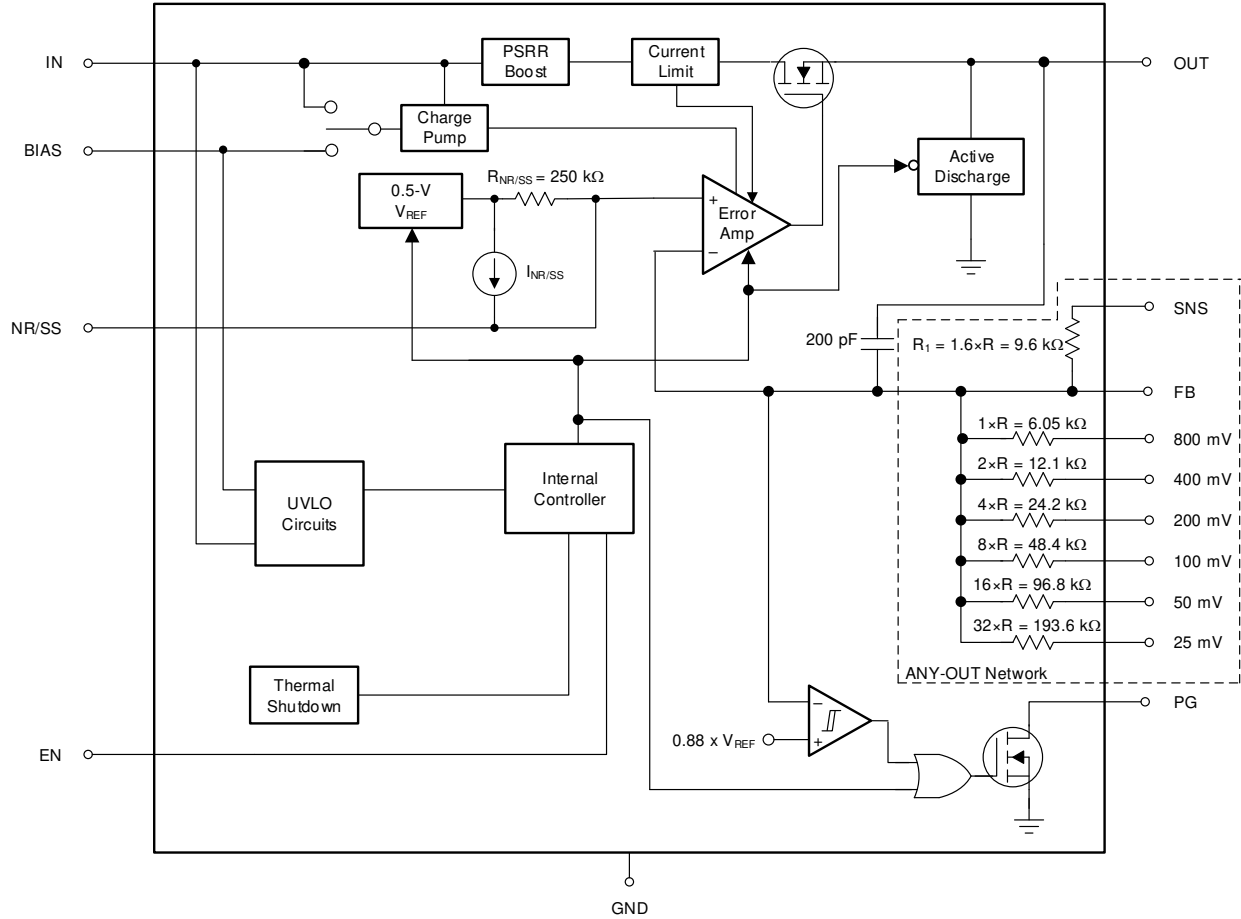 IN
PSRR
Boost
Current
Limit
OUT
Charge
Pump
BIAS
Active
Discharge
0.5-V
VREF
RNR/SS = 250 kΩ
+
Error
Amp
−
INR/SS
NR/SS
SNS
200 pF
R1 = 1.6×R = 9.6 kΩ
FB
1×R = 6.05 kΩ
800 mV
2×R = 12.1 kΩ
400 mV
4×R = 24.2 kΩ
200 mV
8×R = 48.4 kΩ
100 mV
16×R = 96.8 kΩ
50 mV
32×R = 193.6 kΩ
25 mV
ANY-OUT Network
UVLO
Circuits
Internal
Controller
Thermal
Shutdown
PG
−
0.88 x VREF
+
EN
GND